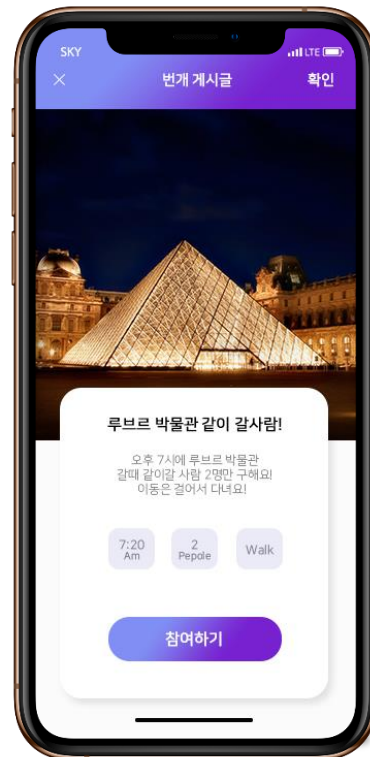 SKY LTE
번개 게시글 확인
루브르 박물관 같이 갈사람!
오후 7시에 루브르 박물관
갈때 같이갈 사람 2명만 구해요!
이동은 걸어서 다녀요!
7:20 2 Walk
Am Pepole
참여하기